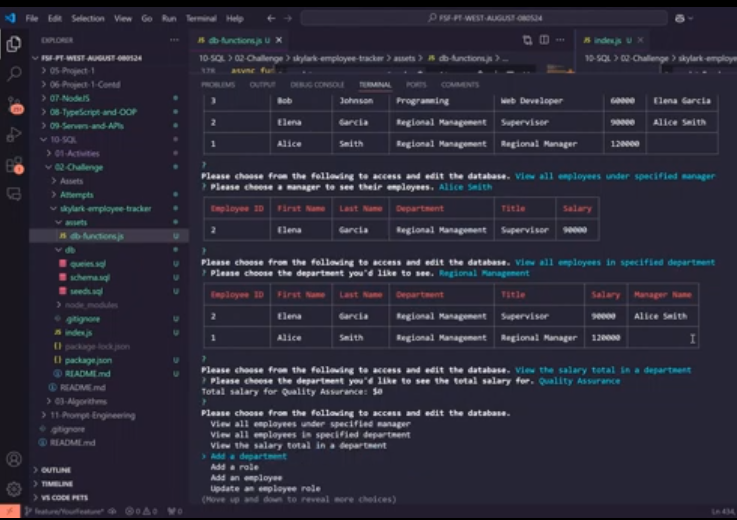 File Edit Selection View Go Run Terminal Help
FSF-PT-WEST-AUGUST-080524
EXPLORER
FSF-PT-WEST-AUGUST-080524
05-Project-1
06-Project-1-Contd
07-NodeJS
08-TypeScript-and-OOP
09-Servers-and-APIs
10-SQL
01-Activities
02-Challenge
Assets
Attempts
skylark-employee-tracker
assets
JS db-functions.js U
db
queies.sql U
schema.sql U
seeds.sql U
node_modules
.gitignore U
JS index.js U
{} package-lock.json
{} package.json U
README.md U
README.md
03-Algorithms
11-Prompt-Engineering
.gitignore
README.md
OUTLINE
TIMELINE
VS CODE PETS
JS db-functions.js U
JS index.js U
10-SQL > 02-Challenge > skylark-employee-tracker > assets > JS db-functions.js > ...
10-SQL > 02-Challenge > skylark-employe
PROBLEMS OUTPUT DEBUG CONSOLE TERMINAL PORTS COMMENTS
3 Bob Johnson Programming Web Developer 60000 Elena Garcia
2 Elena Garcia Regional Management Supervisor 90000 Alice Smith
1 Alice Smith Regional Management Regional Manager 120000
?
Please choose from the following to access and edit the database. View all employees under specified manager
? Please choose a manager to see their employees. Alice Smith
Employee ID First Name Last Name Department Title Salary
2 Elena Garcia Regional Management Supervisor 90000
?
Please choose from the following to access and edit the database. View all employees in specified department
? Please choose the department you'd like to see. Regional Management
Employee ID First Name Last Name Department Title Salary Manager Name
2 Elena Garcia Regional Management Supervisor 90000 Alice Smith
1 Alice Smith Regional Management Regional Manager 120000
?
Please choose from the following to access and edit the database. View the salary total in a department
? Please choose the department you'd like to see the total salary for. Quality Assurance
Total salary for Quality Assurance: $0
?
Please choose from the following to access and edit the database.
View all employees under specified manager
View all employees in specified department
View the salary total in a department
> Add a department
Add a role
Add an employee
Update an employee role
(Move up and down to reveal more choices)
feature/YourFeature* 0 0 0
Ln 434,